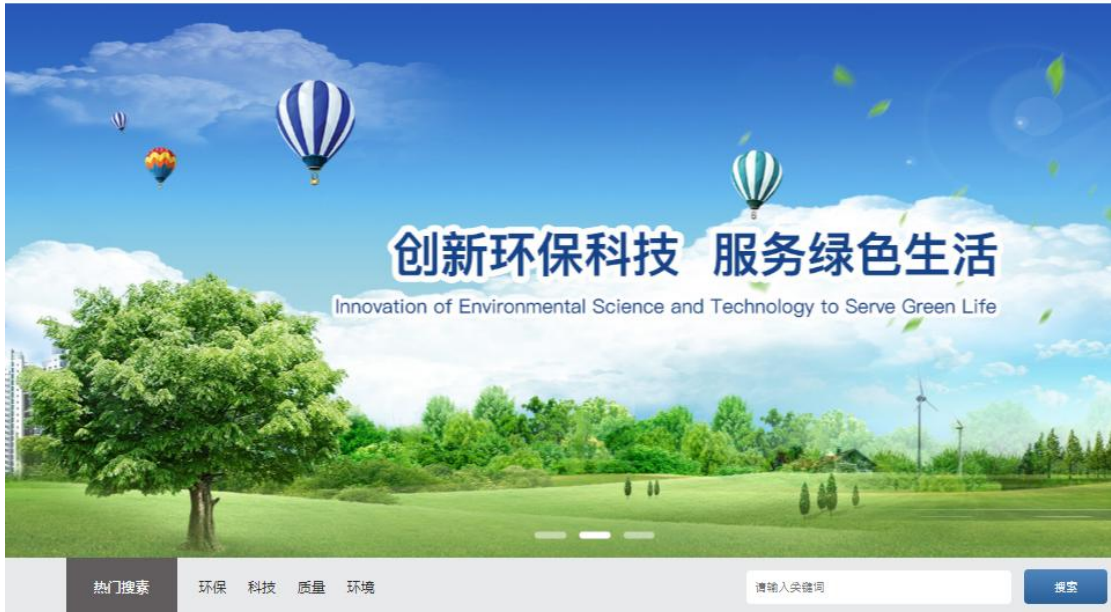 创新环保科技 服务绿色生活
Innovation of Environmental Science and Technology to Serve Green Life
热门搜素 环保 科技 质量 环境 请输入关键词 搜索